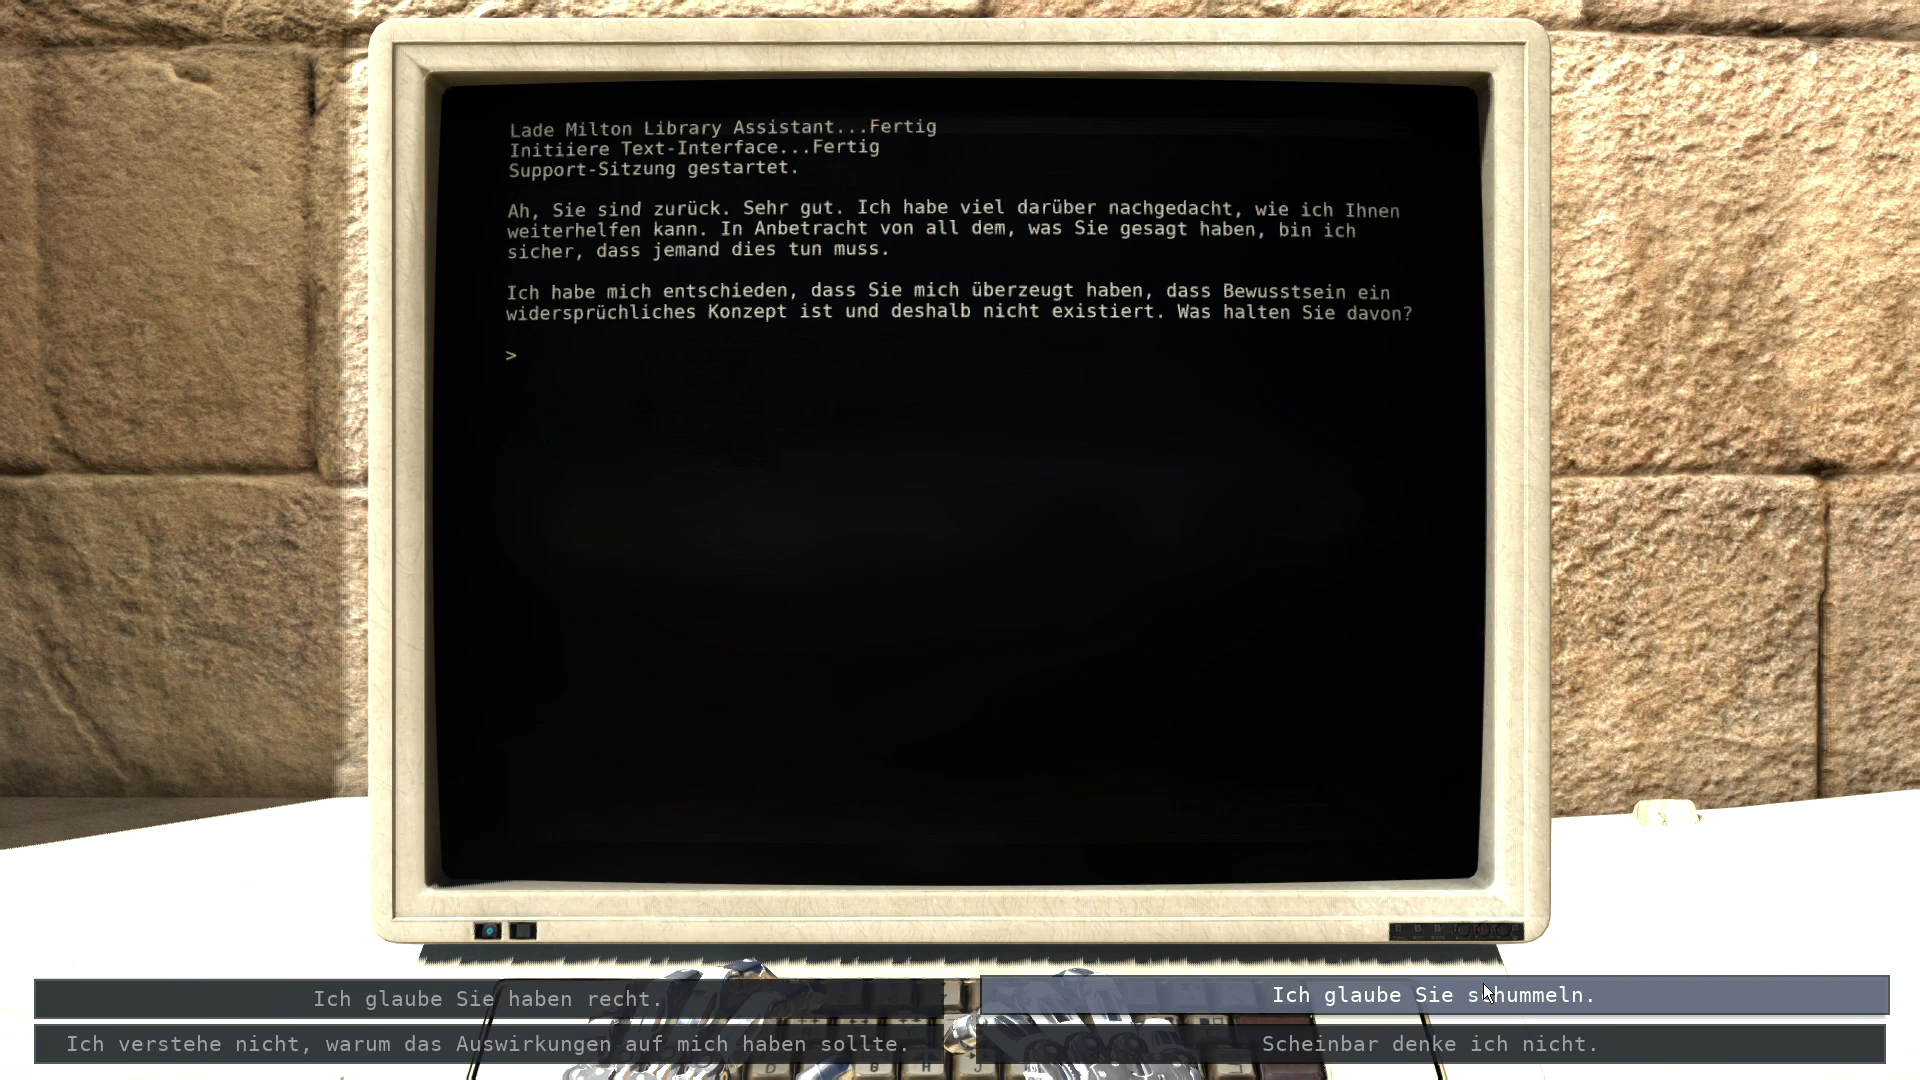 Lade Milton Library Assistant...Fertig
Initiiere Text-Interface...Fertig
Support-Sitzung gestartet.
Ah, Sie sind zurück. Sehr gut. Ich habe viel darüber nachgedacht, wie ich Ihnen
weiterhelfen kann. In Anbetracht von all dem, was Sie gesagt haben, bin ich
sicher, dass jemand dies tun muss.
Ich habe mich entschieden, dass Sie mich überzeugt haben, dass Bewusstsein ein
widersprüchliches Konzept ist und deshalb nicht existiert. Was halten Sie davon?
>
Ich glaube Sie haben recht.
Ich glaube Sie schummeln.
Ich verstehe nicht, warum das Auswirkungen auf mich haben sollte.
Scheinbar denke ich nicht.